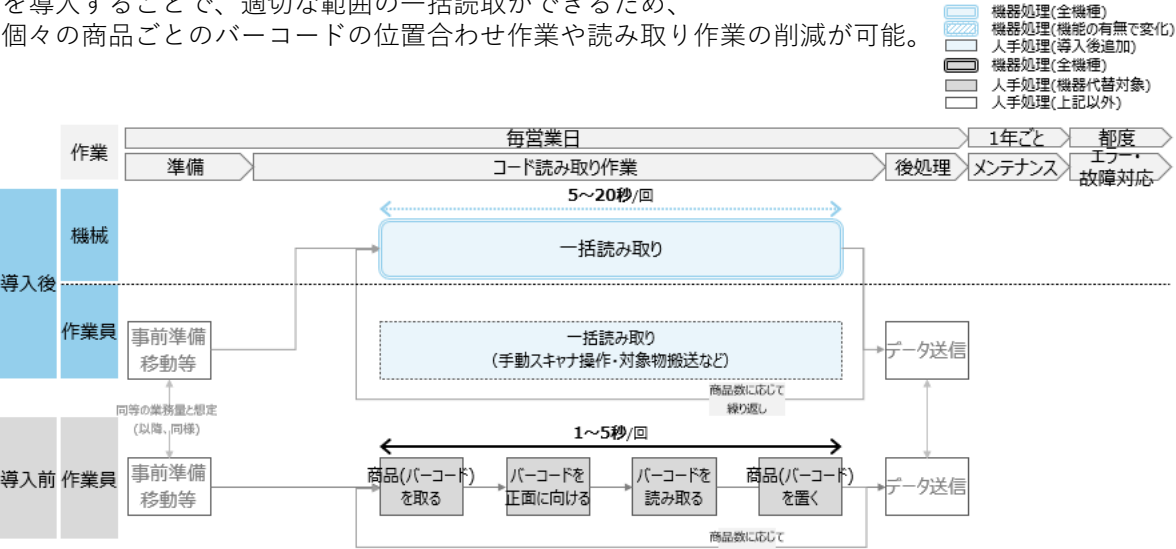 を導入することで、適切な範囲の一括読取ができるため、
個々の商品ごとのバーコードの位置合わせ作業や読み取り作業の削減が可能。
機器処理(全機種)
機器処理(機能の有無で変化)
人手処理(導入後追加)
機器処理(全機種)
人手処理(機器代替対象)
人手処理(上記以外)
作業
毎営業日
1年ごと
都度
準備
コード読み取り作業
後処理
メンテナンス
エラー・
故障対応
5～20秒/回
導入後
機械
一括読み取り
作業員
事前準備
移動等
一括読み取り
(手動スキャナ操作・対象物搬送など)
データ送信
商品数に応じて
繰り返し
同等の業務量と想定
(以降、同様)
1～5秒/回
導入前
作業員
事前準備
移動等
商品(バーコード)
を取る
バーコードを
正面に向ける
バーコードを
読み取る
商品(バーコード)
を置く
データ送信
商品数に応じて